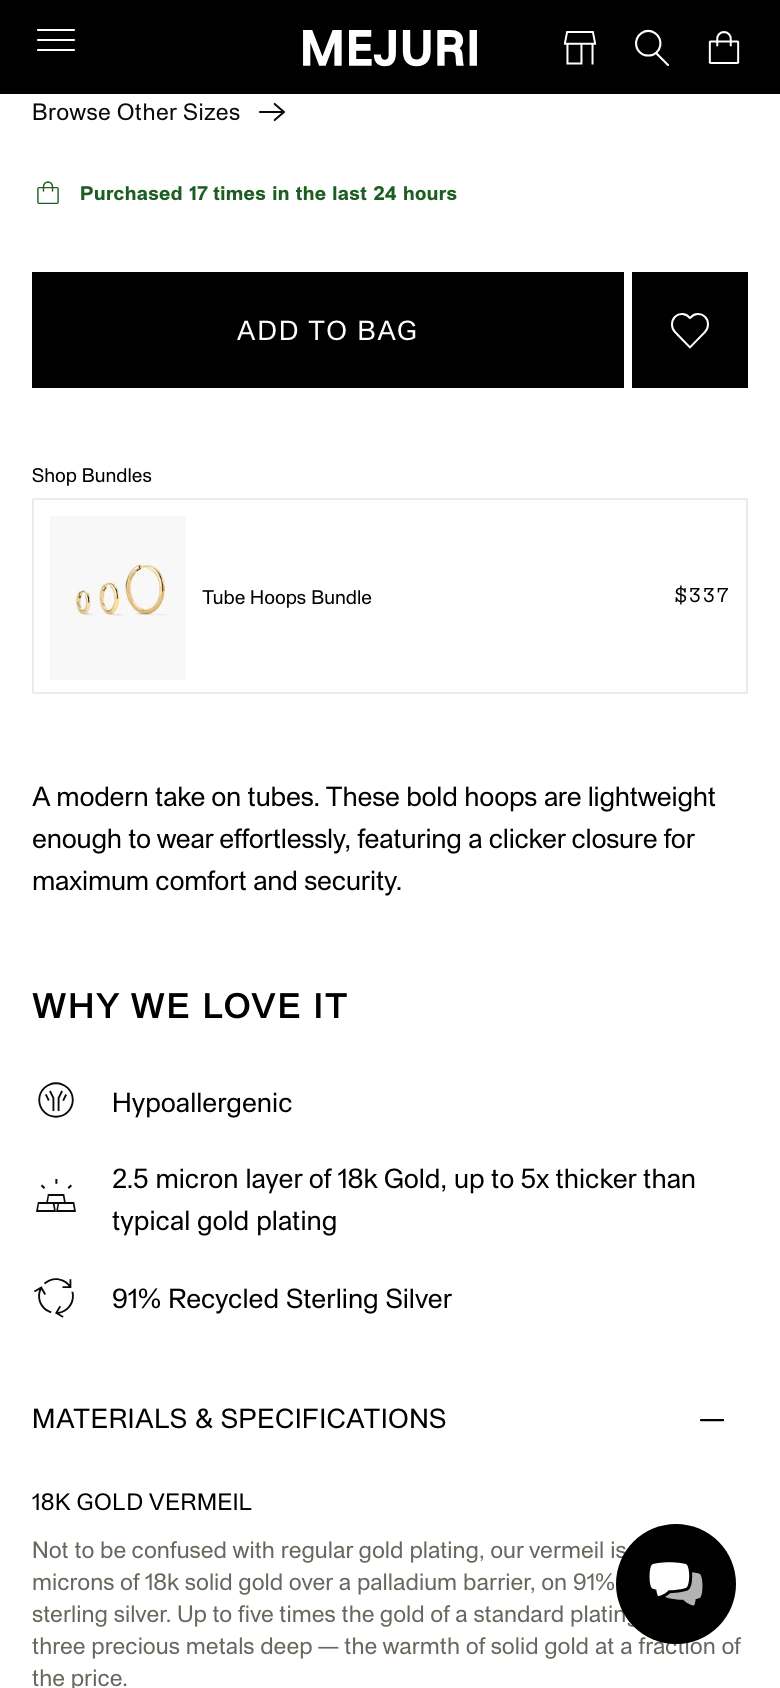 MEJURI
Browse Other Sizes
Purchased 17 times in the last 24 hours
ADD TO BAG
Shop Bundles
Tube Hoops Bundle
$337
A modern take on tubes. These bold hoops are lightweight
enough to wear effortlessly, featuring a clicker closure for
maximum comfort and security.
WHY WE LOVE IT
Hypoallergenic
2.5 micron layer of 18k Gold, up to 5x thicker than
typical gold plating
91% Recycled Sterling Silver
MATERIALS & SPECIFICATIONS
18K GOLD VERMEIL
Not to be confused with regular gold plating, our vermeil is
microns of 18k solid gold over a palladium barrier, on 91%
sterling silver. Up to five times the gold of a standard plating
three precious metals deep — the warmth of solid gold at a fraction of
the price.